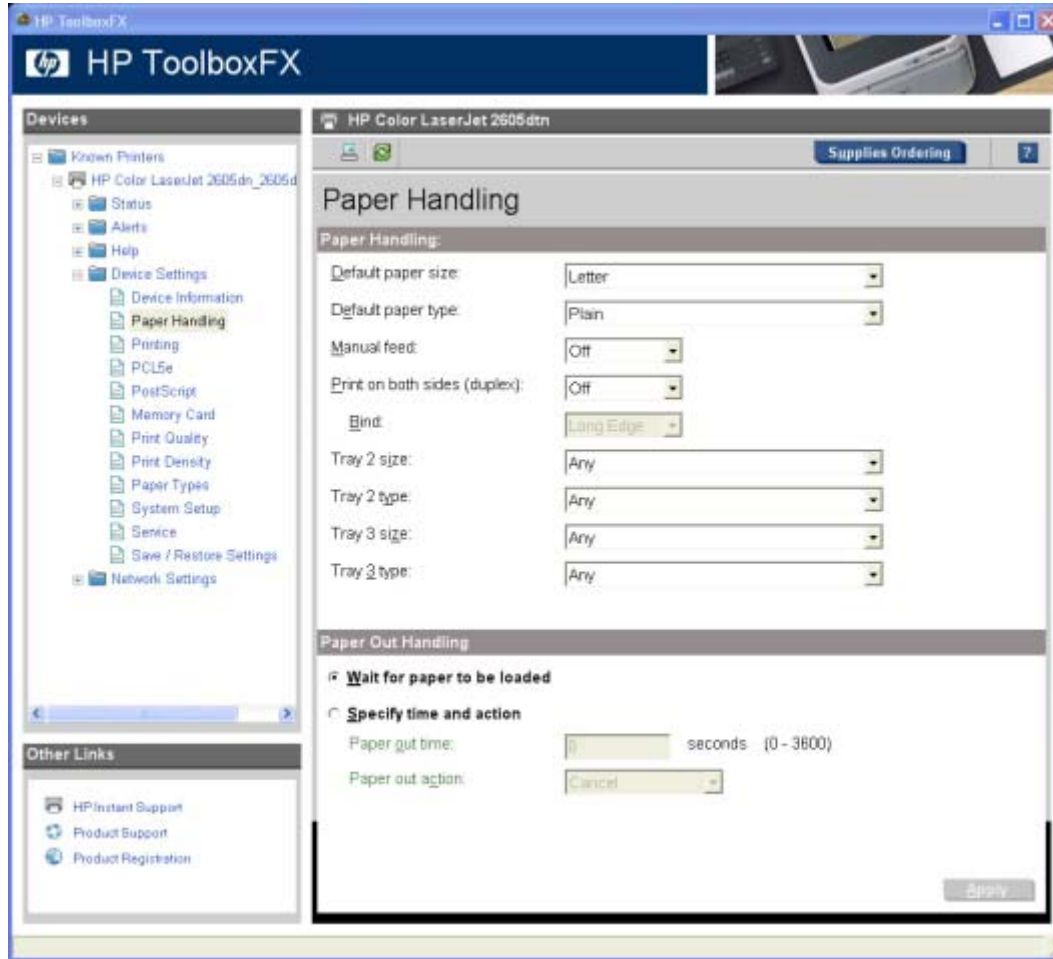 HP ToolboxFX
hp HP ToolboxFX
Devices
Known Printers
HP Color LaserJet 2605dn_2605d
Status
Alerts
Help
Device Settings
Device Information
Paper Handling
Printing
PCL5e
PostScript
Memory Card
Print Quality
Print Density
Paper Types
System Setup
Service
Save / Restore Settings
Network Settings
Other Links
HP Instant Support
Product Support
Product Registration
HP Color LaserJet 2605dtn
Supplies Ordering ?
Paper Handling
Paper Handling:
Default paper size: Letter
Default paper type: Plain
Manual feed: Off
Print on both sides (duplex): Off
Bind: Long Edge
Tray 2 size: Any
Tray 2 type: Any
Tray 3 size: Any
Tray 3 type: Any
Paper Out Handling
Wait for paper to be loaded
Specify time and action
Paper out time: 0 seconds (0 - 3600)
Paper out action: Cancel
Apply